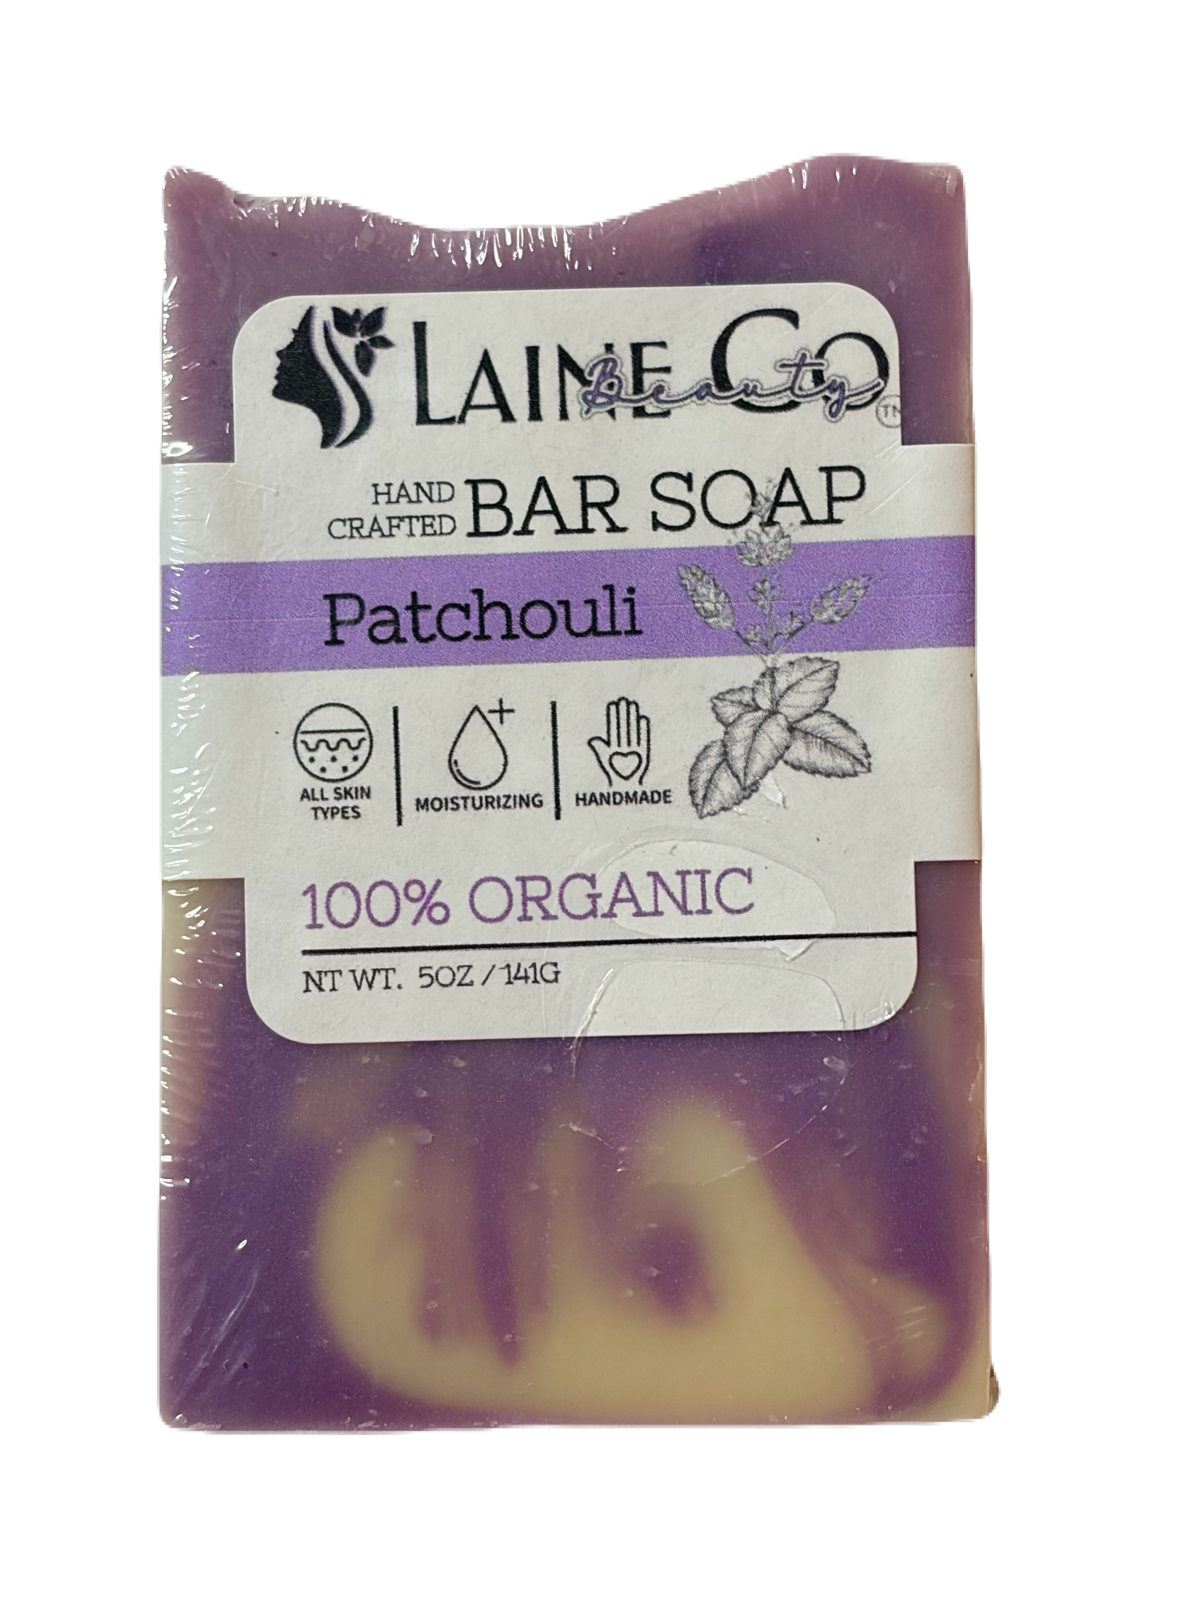 LAINE CO
Beauty
TM
HAND CRAFTED BAR SOAP
Patchouli
ALL SKIN TYPES
MOISTURIZING
HANDMADE
100% ORGANIC
NT WT. 5OZ / 141G